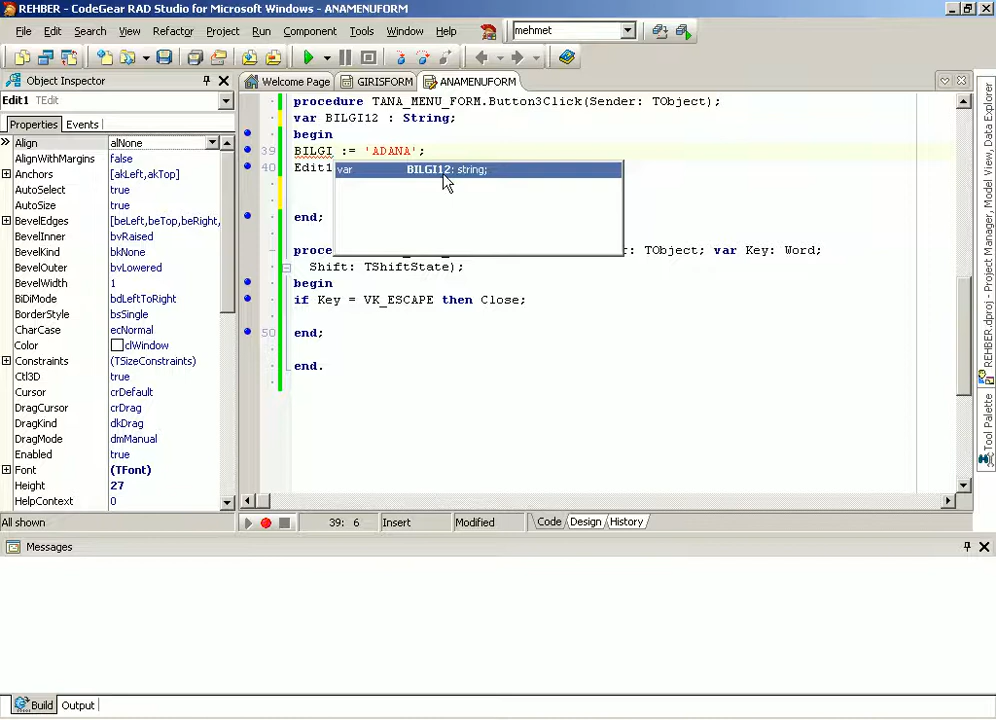 REHBER - CodeGear RAD Studio for Microsoft Windows - ANAMENUFORM
File Edit Search View Refactor Project Run Component Tools Window Help
mehmet
Object Inspector
Welcome Page GIRISFORM ANAMENUFORM
Edit1 TEdit
Properties Events
Align alNone
AlignWithMargins false
Anchors [akLeft,akTop]
AutoSelect true
AutoSize true
BevelEdges [beLeft,beTop,beRight,
BevelInner bvRaised
BevelKind bkNone
BevelOuter bvLowered
BevelWidth 1
BiDiMode bdLeftToRight
BorderStyle bsSingle
CharCase ecNormal
Color clWindow
Constraints (TSizeConstraints)
Ctl3D true
Cursor crDefault
DragCursor crDrag
DragKind dkDrag
DragMode dmManual
Enabled true
Font (TFont)
Height 27
HelpContext 0
All shown
procedure TANA_MENU_FORM.Button3Click(Sender: TObject);
var BILGI12 : String;
begin
39 BILGI := 'ADANA';
40 Edit1
var BILGI12: string;
end;
proce : TObject; var Key: Word;
Shift: TShiftState);
begin
if Key = VK_ESCAPE then Close;
50 end;
end.
39: 6 Insert Modified Code Design History
REHBER.dproj - Project Manager, Model View, Data Explorer
Tool Palette
Messages
Build Output